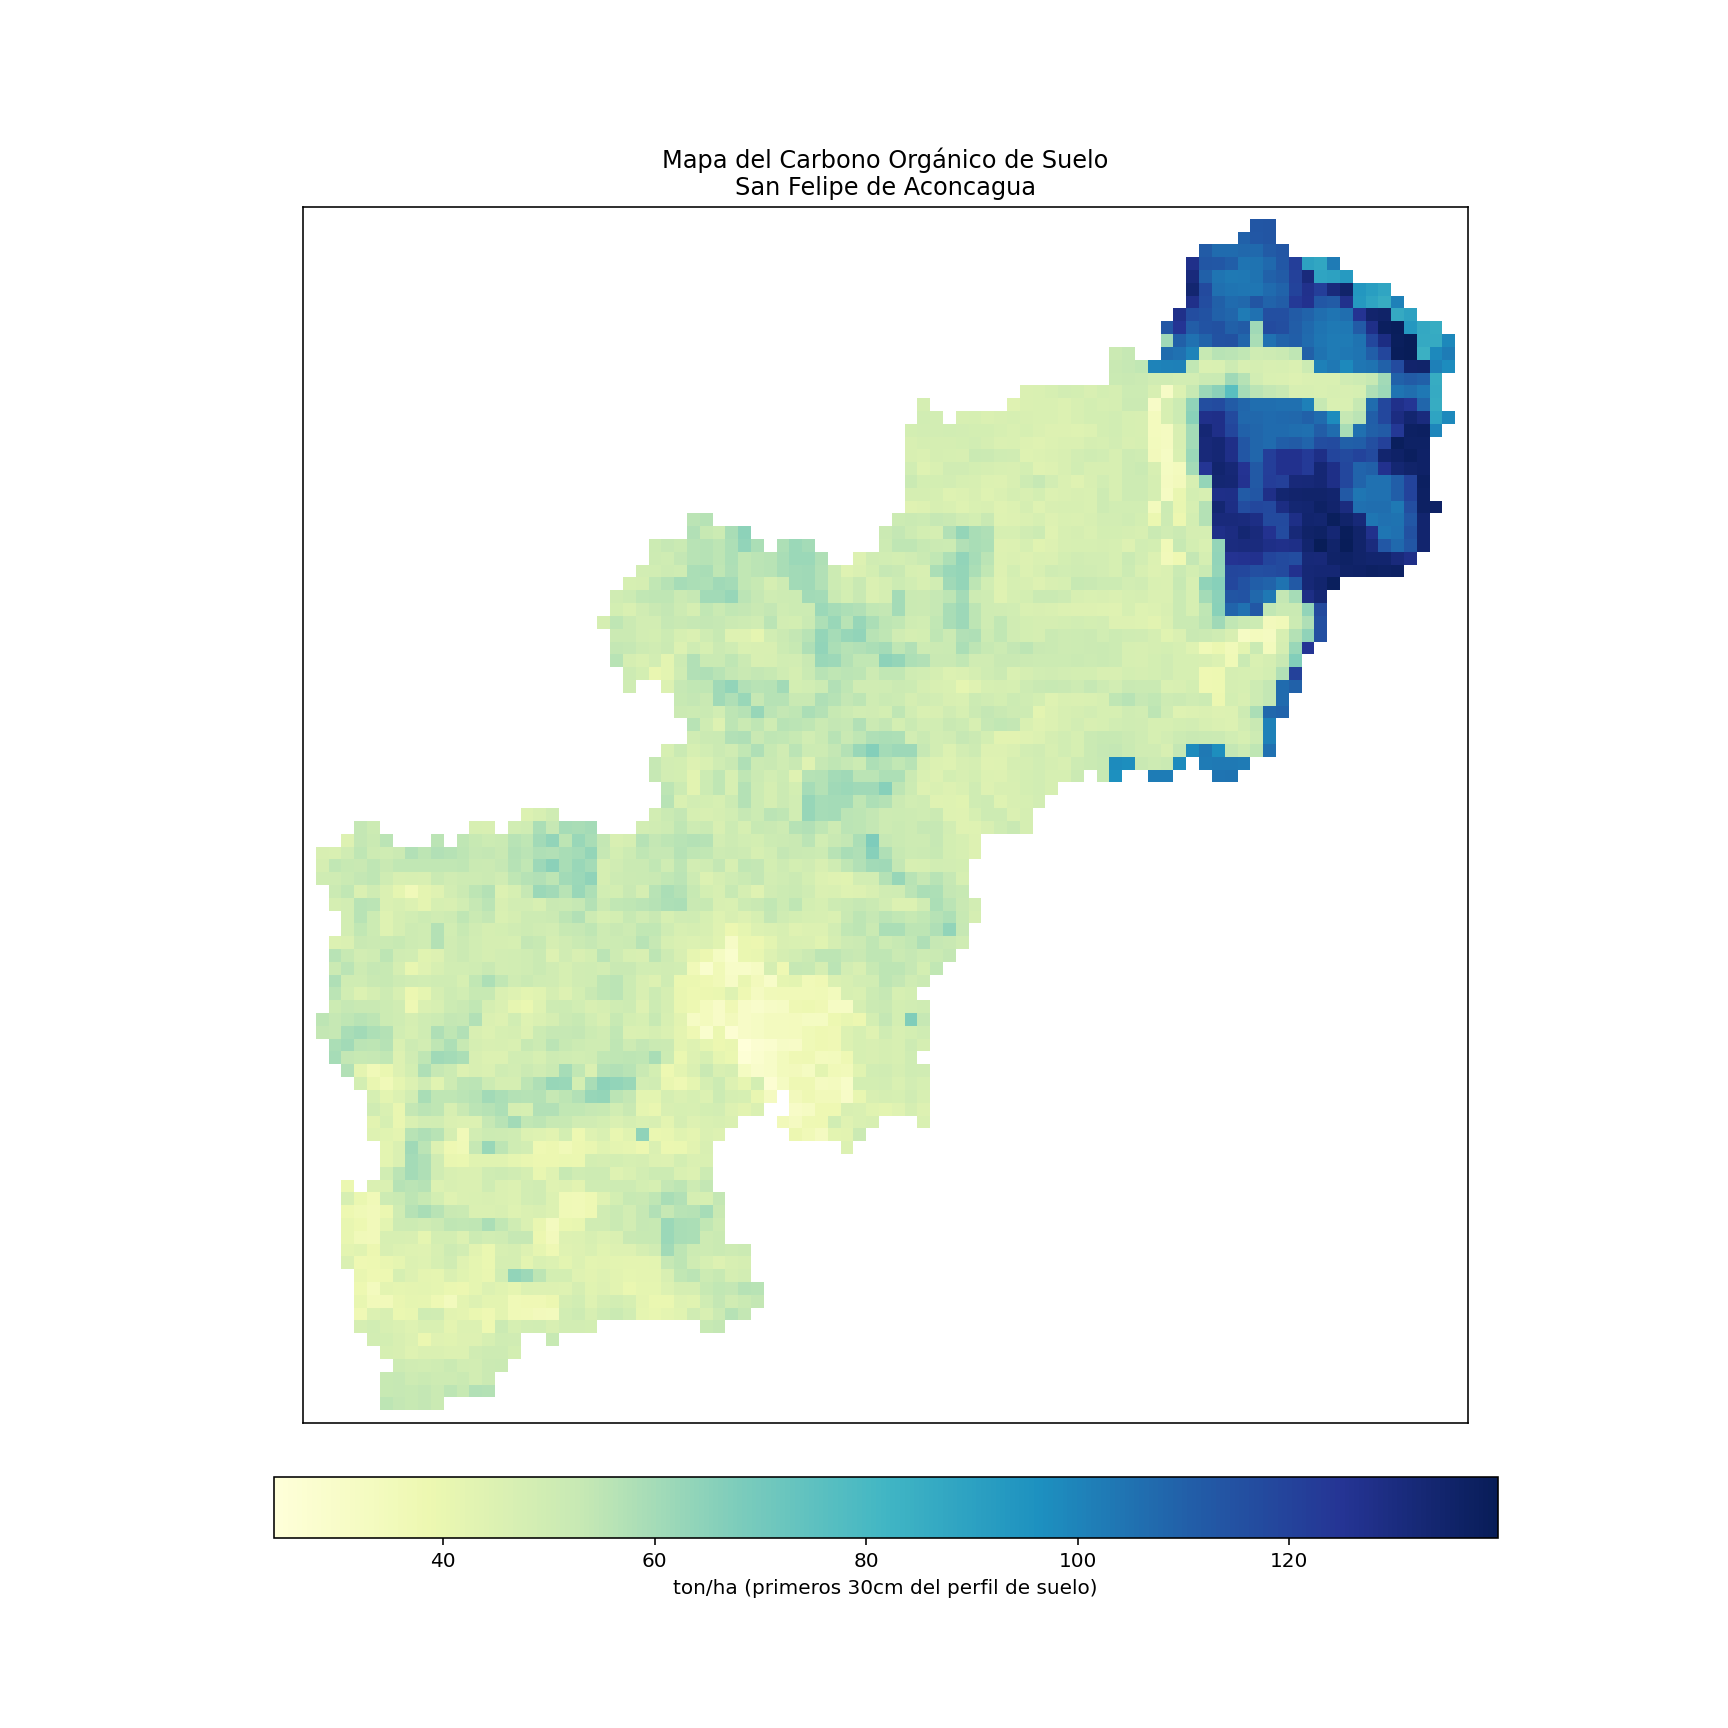 Mapa del Carbono Orgánico de Suelo
San Felipe de Aconcagua
40 60 80 100 120
ton/ha (primeros 30cm del perfil de suelo)